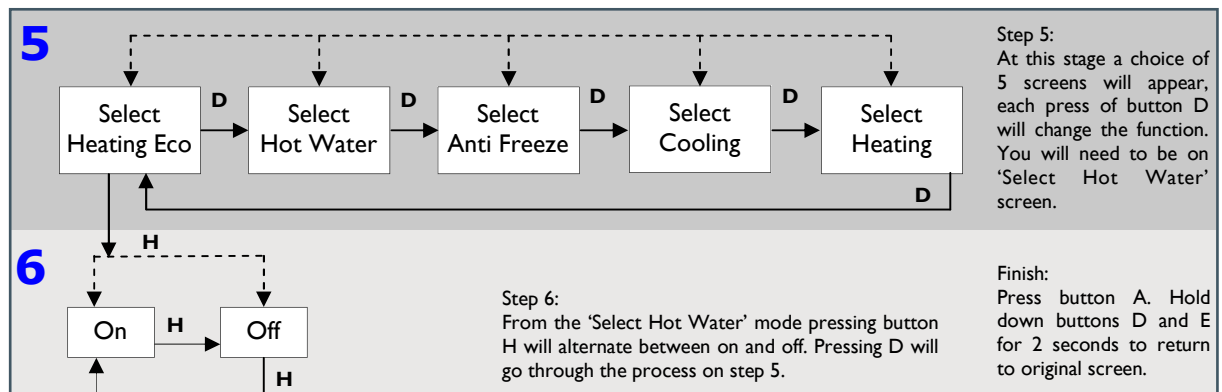 5
Select
Heating Eco
D
Select
Hot Water
D
Select
Anti Freeze
D
Select
Cooling
D
Select
Heating
D
Step 5:
At this stage a choice of
5 screens will appear,
each press of button D
will change the function.
You will need to be on
‘Select Hot Water’
screen.
H
6
On
H
Off
H
Step 6:
From the ‘Select Hot Water’ mode pressing button
H will alternate between on and off. Pressing D will
go through the process on step 5.
Finish:
Press button A. Hold
down buttons D and E
for 2 seconds to return
to original screen.